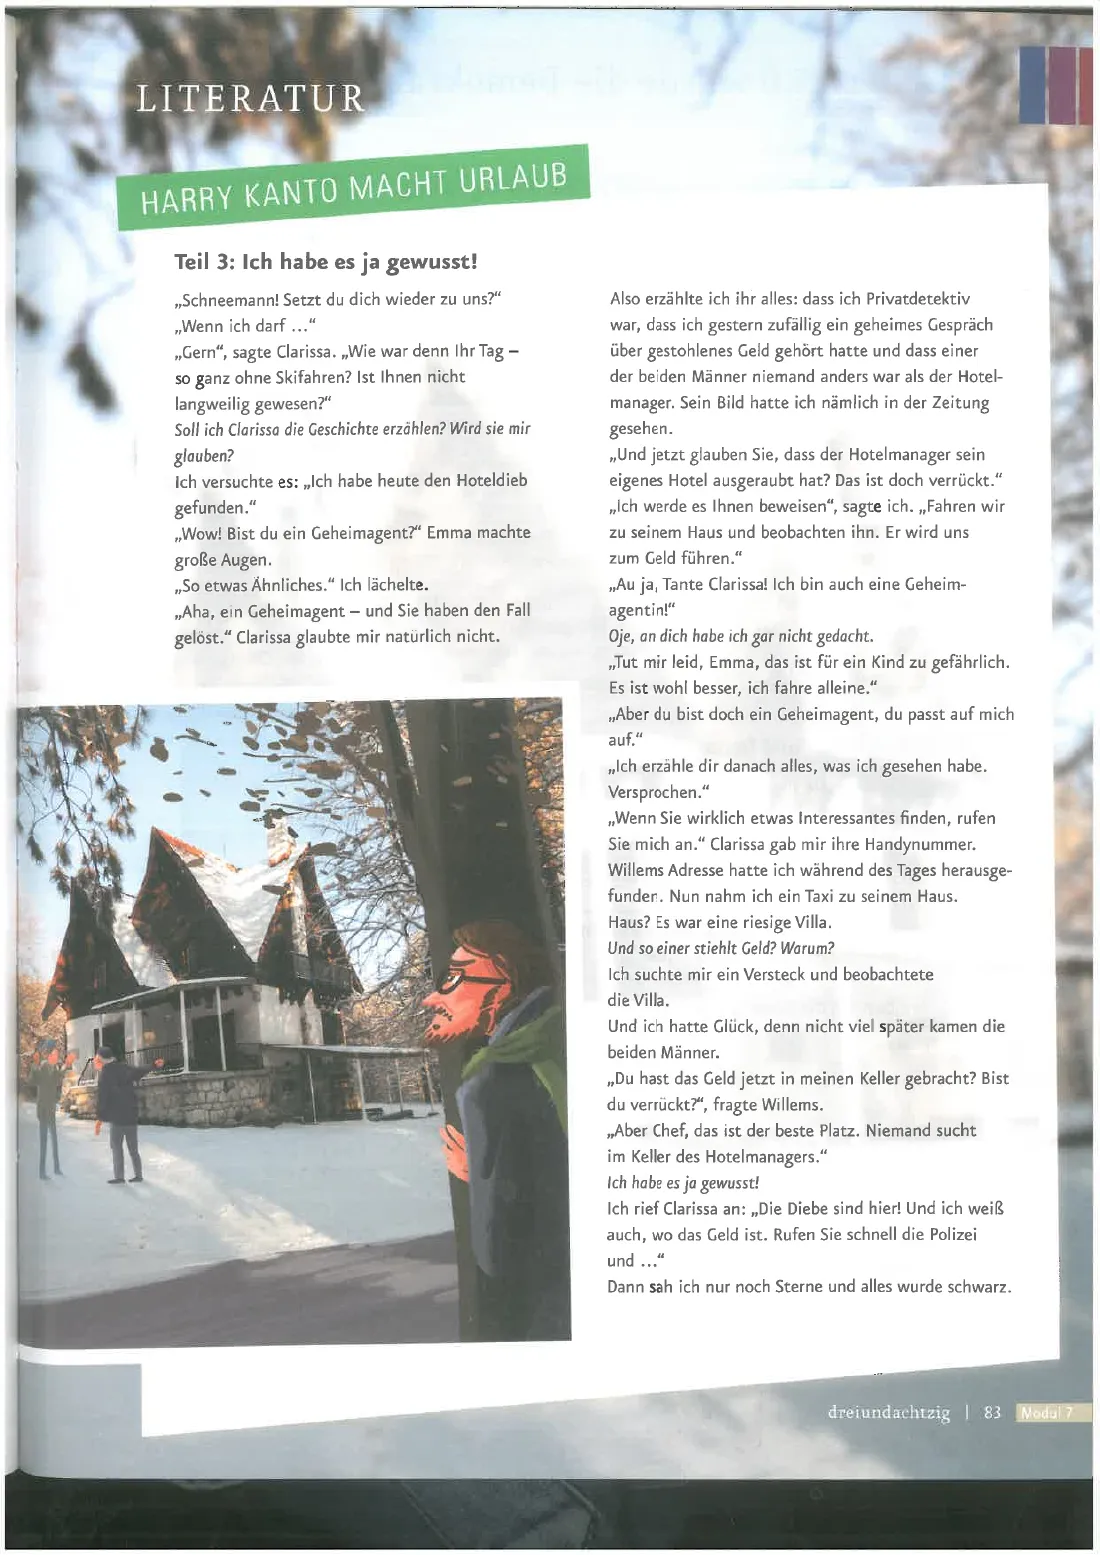 LITERATUR
HARRY KANTO MACHT URLAUB
Teil 3: Ich habe es ja gewusst!
„Schneemann! Setzt du dich wieder zu uns?“
„Wenn ich darf ...“
„Gern“, sagte Clarissa. „Wie war denn Ihr Tag –
so ganz ohne Skifahren? Ist Ihnen nicht
langweilig gewesen?“
Soll ich Clarissa die Geschichte erzählen? Wird sie mir
glauben?
Ich versuchte es: „Ich habe heute den Hoteldieb
gefunden.“
„Wow! Bist du ein Geheimagent?“ Emma machte
große Augen.
„So etwas Ähnliches.“ Ich lächelte.
„Aha, ein Geheimagent – und Sie haben den Fall
gelöst.“ Clarissa glaubte mir natürlich nicht.
Also erzählte ich ihr alles: dass ich Privatdetektiv
war, dass ich gestern zufällig ein geheimes Gespräch
über gestohlenes Geld gehört hatte und dass einer
der beiden Männer niemand anders war als der Hotel-
manager. Sein Bild hatte ich nämlich in der Zeitung
gesehen.
„Und jetzt glauben Sie, dass der Hotelmanager sein
eigenes Hotel ausgeraubt hat? Das ist doch verrückt.“
„Ich werde es Ihnen beweisen“, sagte ich. „Fahren wir
zu seinem Haus und beobachten ihn. Er wird uns
zum Geld führen.“
„Au ja, Tante Clarissa! Ich bin auch eine Geheim-
agentin!“
Oje, an dich habe ich gar nicht gedacht.
„Tut mir leid, Emma, das ist für ein Kind zu gefährlich.
Es ist wohl besser, ich fahre alleine.“
„Aber du bist doch ein Geheimagent, du passt auf mich
auf.“
„Ich erzähle dir danach alles, was ich gesehen habe.
Versprochen.“
„Wenn Sie wirklich etwas Interessantes finden, rufen
Sie mich an.“ Clarissa gab mir ihre Handynummer.
Willems Adresse hatte ich während des Tages herausge-
funden. Nun nahm ich ein Taxi zu seinem Haus.
Haus? Es war eine riesige Villa.
Und so einer stiehlt Geld? Warum?
Ich suchte mir ein Versteck und beobachtete
die Villa.
Und ich hatte Glück, denn nicht viel später kamen die
beiden Männer.
„Du hast das Geld jetzt in meinen Keller gebracht? Bist
du verrückt?“, fragte Willems.
„Aber Chef, das ist der beste Platz. Niemand sucht
im Keller des Hotelmanagers.“
Ich habe es ja gewusst!
Ich rief Clarissa an: „Die Diebe sind hier! Und ich weiß
auch, wo das Geld ist. Rufen Sie schnell die Polizei
und ...“
Dann sah ich nur noch Sterne und alles wurde schwarz.
dreiundachtzig | 83 Modul 7